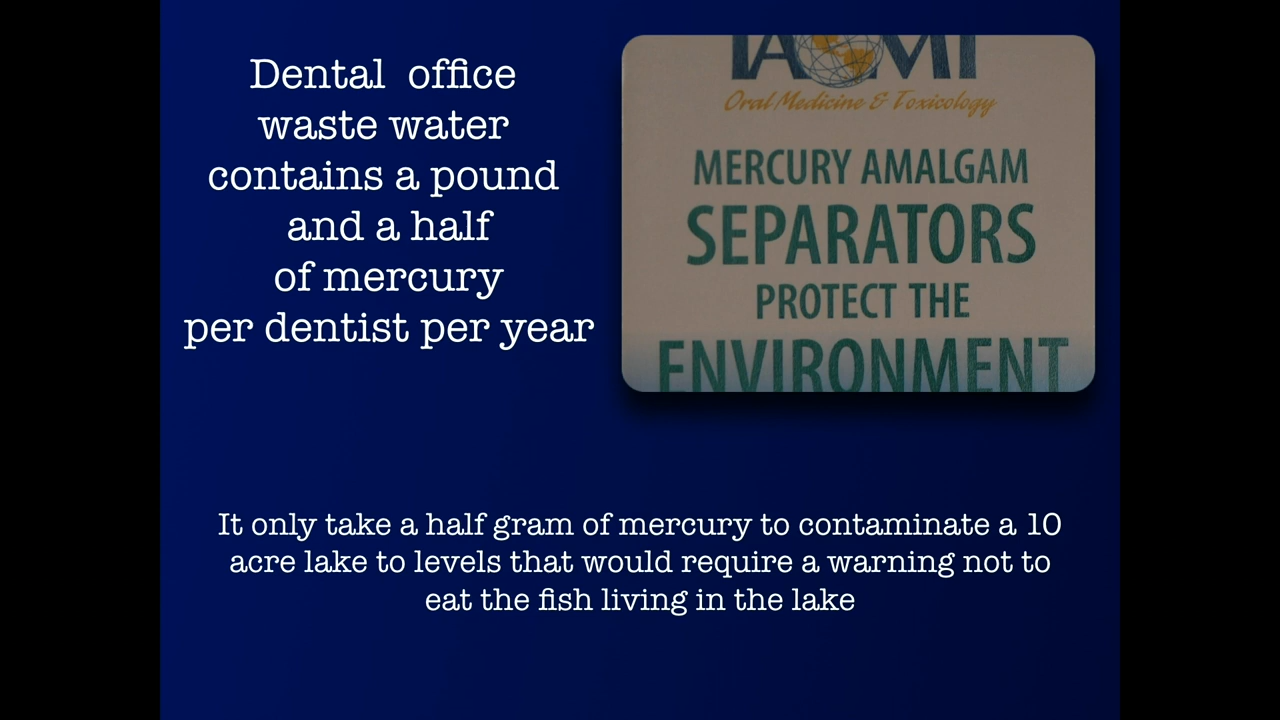 Dental office
waste water
contains a pound
and a half
of mercury
per dentist per year
IAOMT
Oral Medicine & Toxicology
MERCURY AMALGAM
SEPARATORS
PROTECT THE
ENVIRONMENT
It only take a half gram of mercury to contaminate a 10
acre lake to levels that would require a warning not to
eat the fish living in the lake